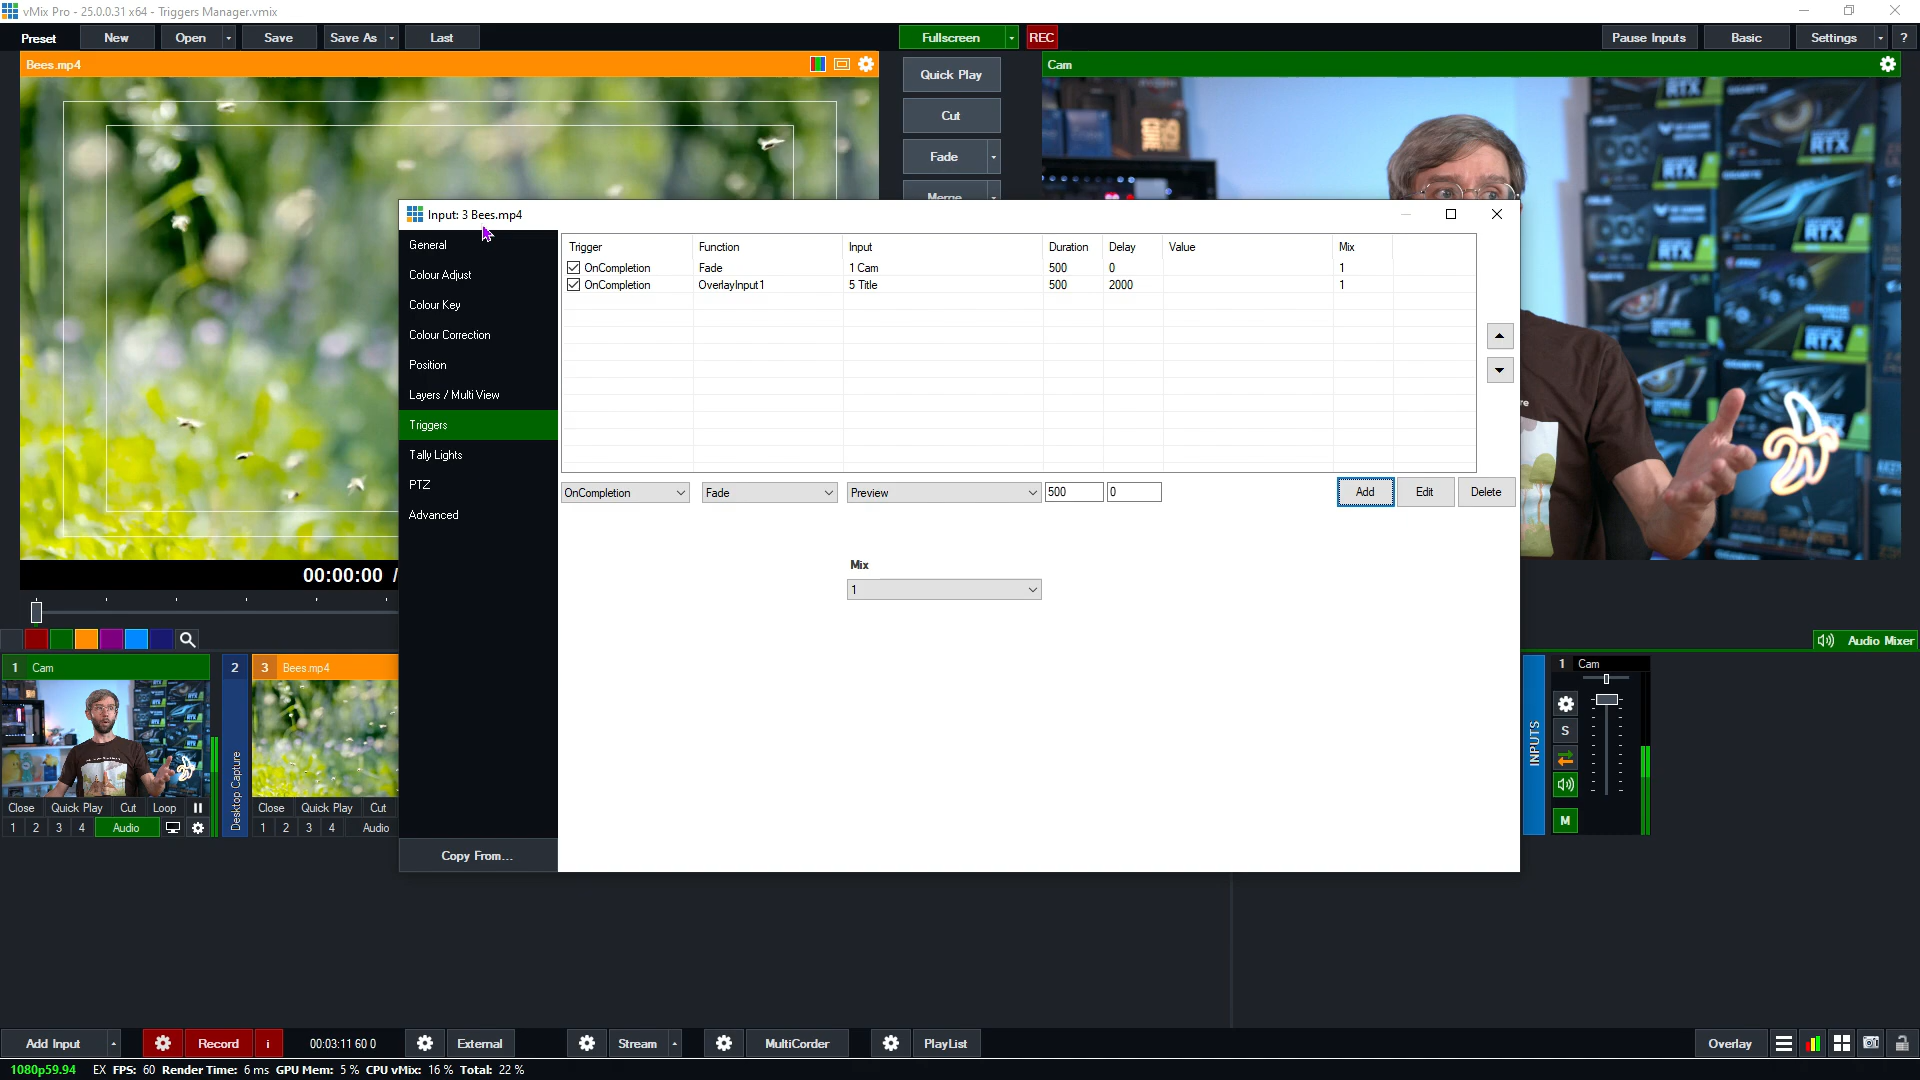 vMix Pro - 25.0.0.31 x64 - Triggers Manager.vmix
Preset New Open Save Save As Last Fullscreen REC Pause Inputs Basic Settings ?
Bees.mp4
Quick Play
Cam
Cut
Fade
Merge
Input: 3 Bees.mp4
General
Colour Adjust
Colour Key
Colour Correction
Position
Layers / Multi View
Triggers
Tally Lights
PTZ
Advanced
Copy From...
Trigger Function Input Duration Delay Value Mix
OnCompletion Fade 1 Cam 500 0 1
OnCompletion OverlayInput1 5 Title 500 2000 1
OnCompletion Fade Preview 500 0 Add Edit Delete
Mix
1
00:00:00 /
Audio Mixer
1 Cam
Close Quick Play Cut Loop
1 2 3 4 Audio
2
Desktop Capture
3 Bees.mp4
Close Quick Play Cut
1 2 3 4 Audio
INPUTS
1 Cam
S
M
RTX
RTX
RTX
RTX
RTX
RTX
Add Input Record i 00:03:11 60 0 External Stream MultiCorder PlayList Overlay
1080p59.94 EX FPS: 60 Render Time: 6 ms GPU Mem: 5 % CPU vMix: 16 % Total: 22 %